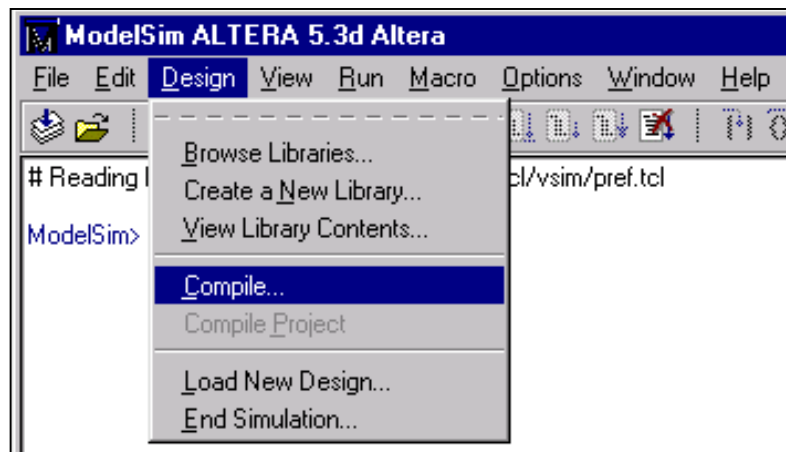 ModelSim ALTERA 5.3d Altera
File Edit Design View Run Macro Options Window Help
Browse Libraries...
# Reading cl/vsim/pref.tcl
Create a New Library...
View Library Contents...
ModelSim>
Compile...
Compile Project
Load New Design...
End Simulation...